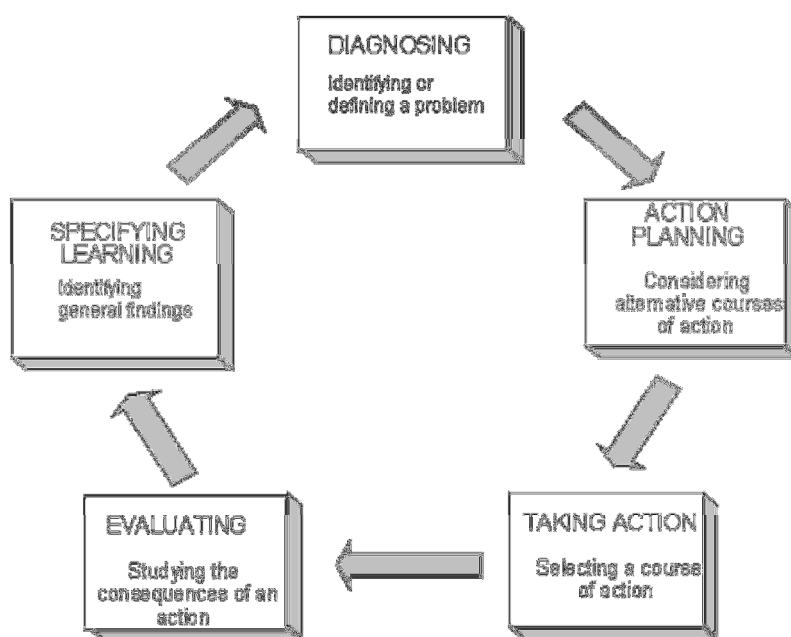 DIAGNOSING
Identifying or
defining a problem
ACTION
PLANNING
Considering
alternative courses
of action
TAKING ACTION
Selecting a course
of action
EVALUATING
Studying the
consequences of an
action
SPECIFYING
LEARNING
Identifying
general findings